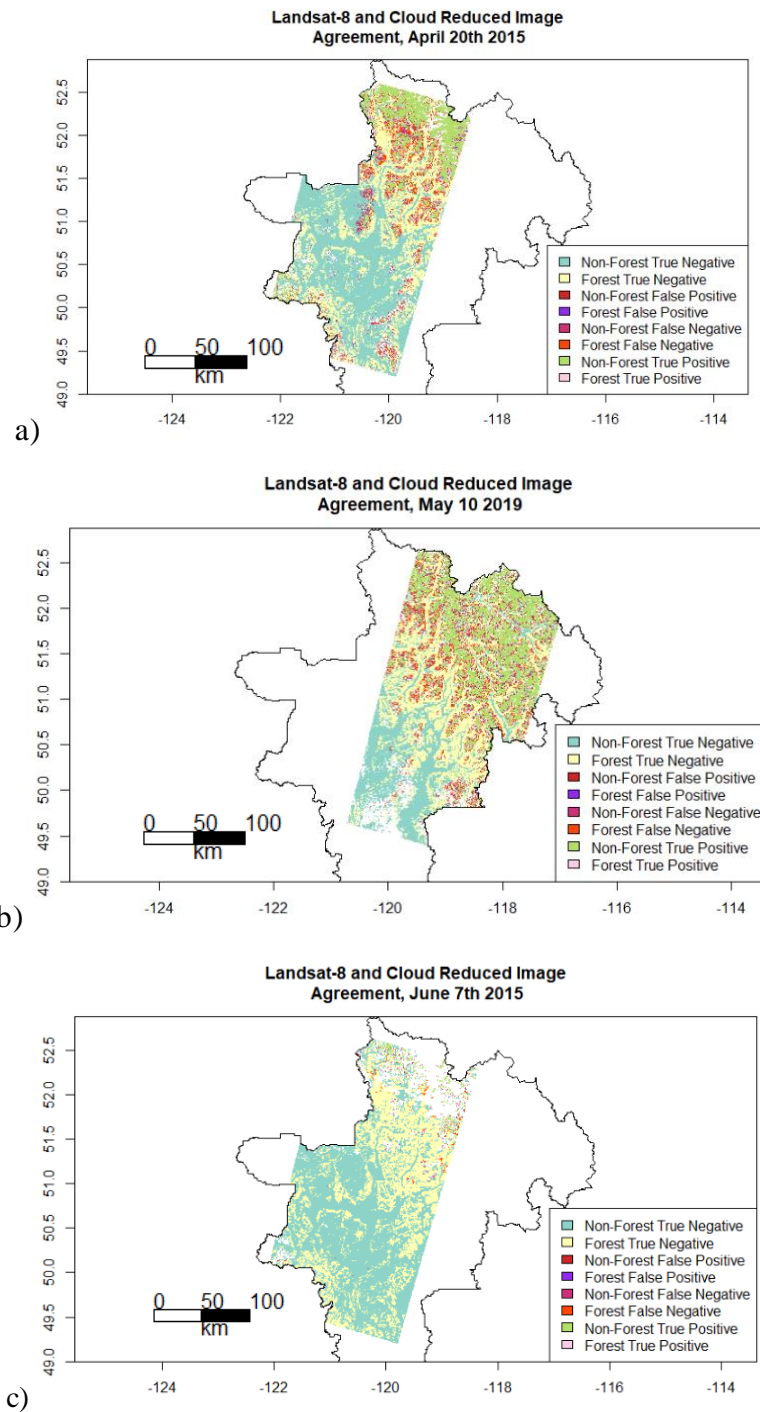 Landsat-8 and Cloud Reduced Image
Agreement, April 20th 2015
52.5
52.0
51.5
51.0
50.5
50.0
49.5
49.0
0 50 100
km
Non-Forest True Negative
Forest True Negative
Non-Forest False Positive
Forest False Positive
Non-Forest False Negative
Forest False Negative
Non-Forest True Positive
Forest True Positive
-124 -122 -120 -118 -116 -114
a)
Landsat-8 and Cloud Reduced Image
Agreement, May 10 2019
52.5
52.0
51.5
51.0
50.5
50.0
49.5
49.0
0 50 100
km
Non-Forest True Negative
Forest True Negative
Non-Forest False Positive
Forest False Positive
Non-Forest False Negative
Forest False Negative
Non-Forest True Positive
Forest True Positive
-124 -122 -120 -118 -116 -114
b)
Landsat-8 and Cloud Reduced Image
Agreement, June 7th 2015
52.5
52.0
51.5
51.0
50.5
50.0
49.5
49.0
0 50 100
km
Non-Forest True Negative
Forest True Negative
Non-Forest False Positive
Forest False Positive
Non-Forest False Negative
Forest False Negative
Non-Forest True Positive
Forest True Positive
-124 -122 -120 -118 -116 -114
c)